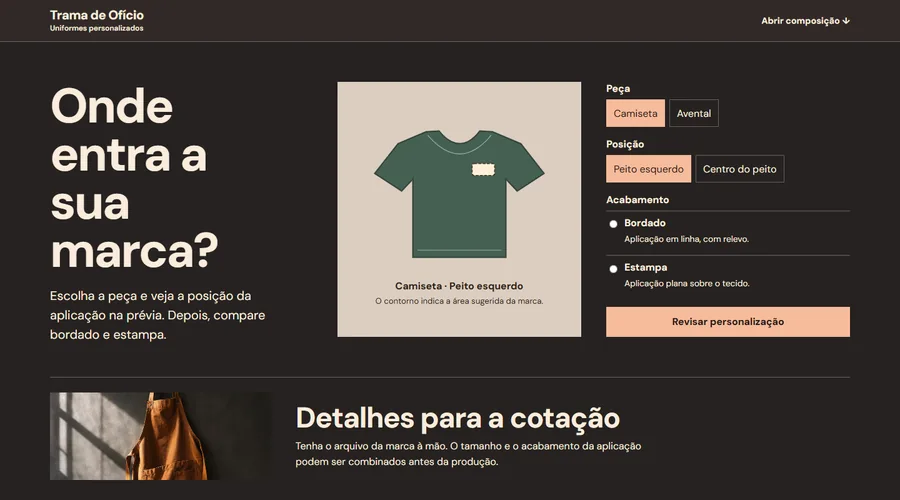 Trama de Ofício
Uniformes personalizados
Abrir composição ↓
Onde
entra a
sua
marca?
Escolha a peça e veja a posição da
aplicação na prévia. Depois, compare
bordado e estampa.
Camiseta · Peito esquerdo
O contorno indica a área sugerida da marca.
Peça
Camiseta
Avental
Posição
Peito esquerdo
Centro do peito
Acabamento
Bordado
Aplicação em linha, com relevo.
Estampa
Aplicação plana sobre o tecido.
Revisar personalização
Detalhes para a cotação
Tenha o arquivo da marca à mão. O tamanho e o acabamento da aplicação
podem ser combinados antes da produção.